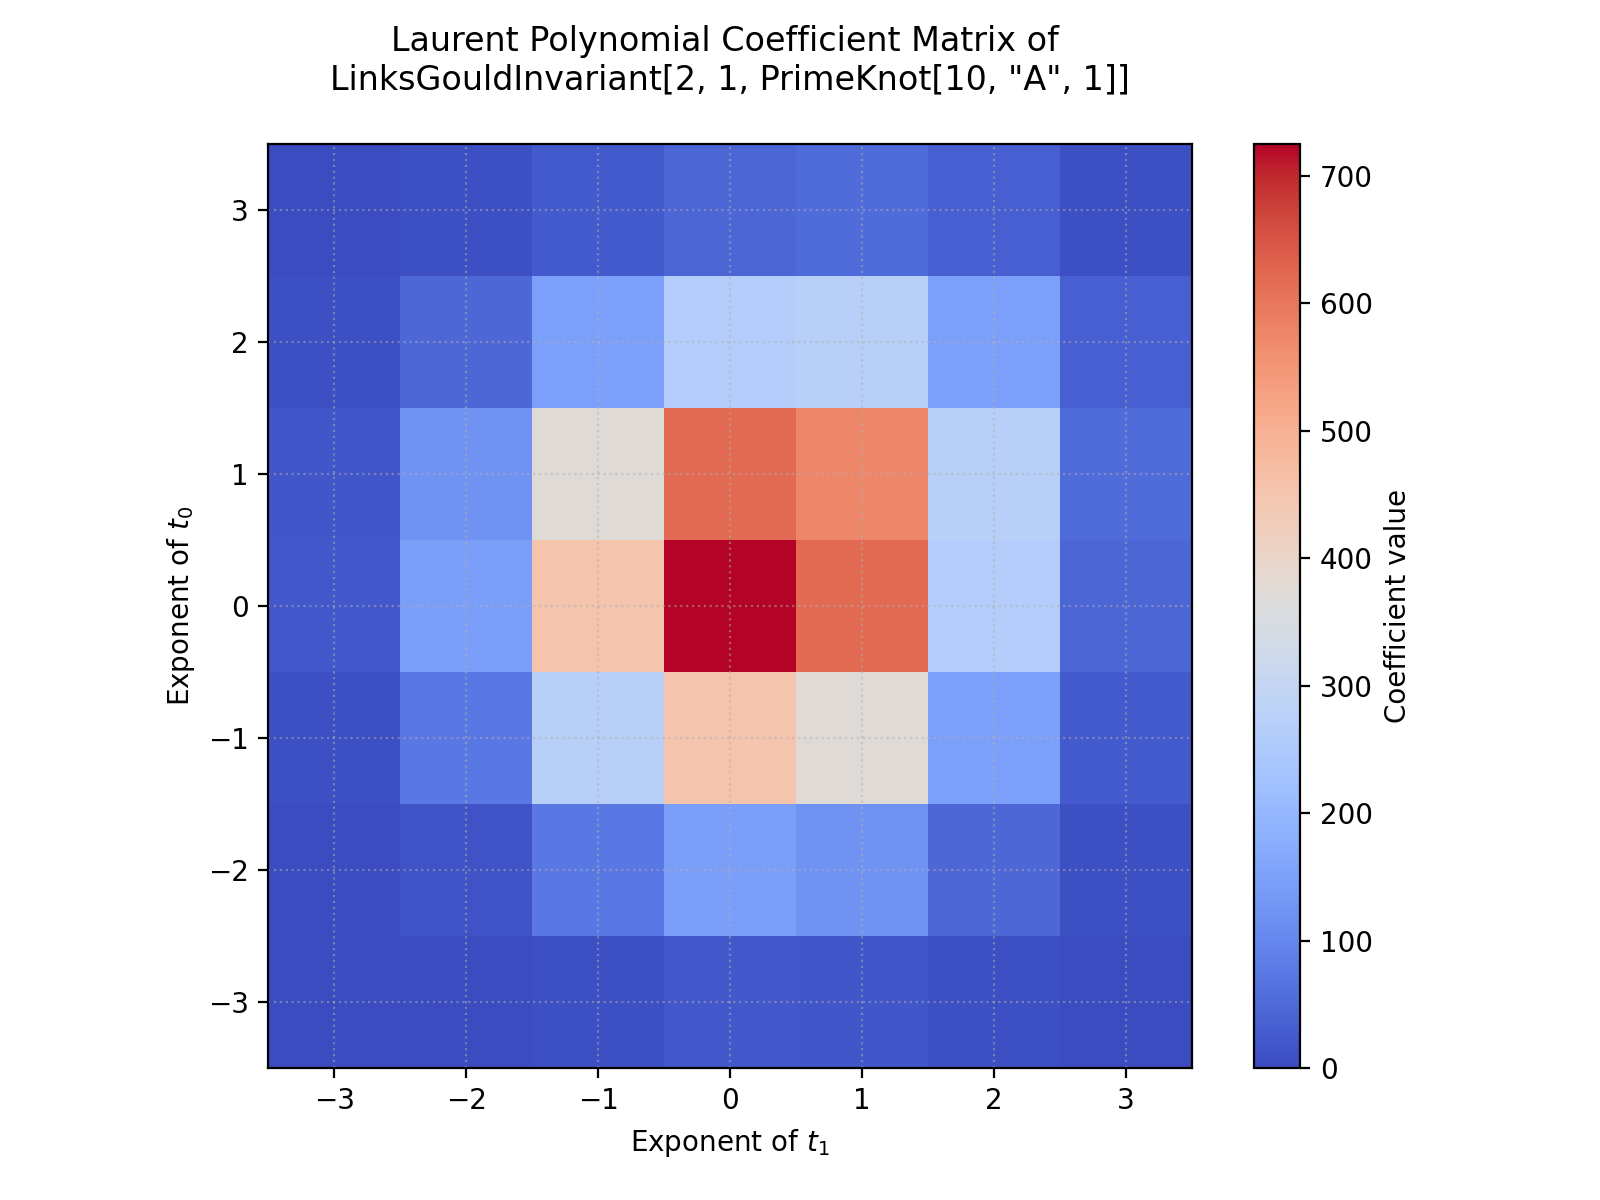 Laurent Polynomial Coefficient Matrix of
LinksGouldInvariant[2, 1, PrimeKnot[10, "A", 1]]
3
2
1
0
−1
−2
−3
Exponent of t₀
−3 −2 −1 0 1 2 3
Exponent of t₁
700
600
500
400
300
200
100
0
Coefficient value